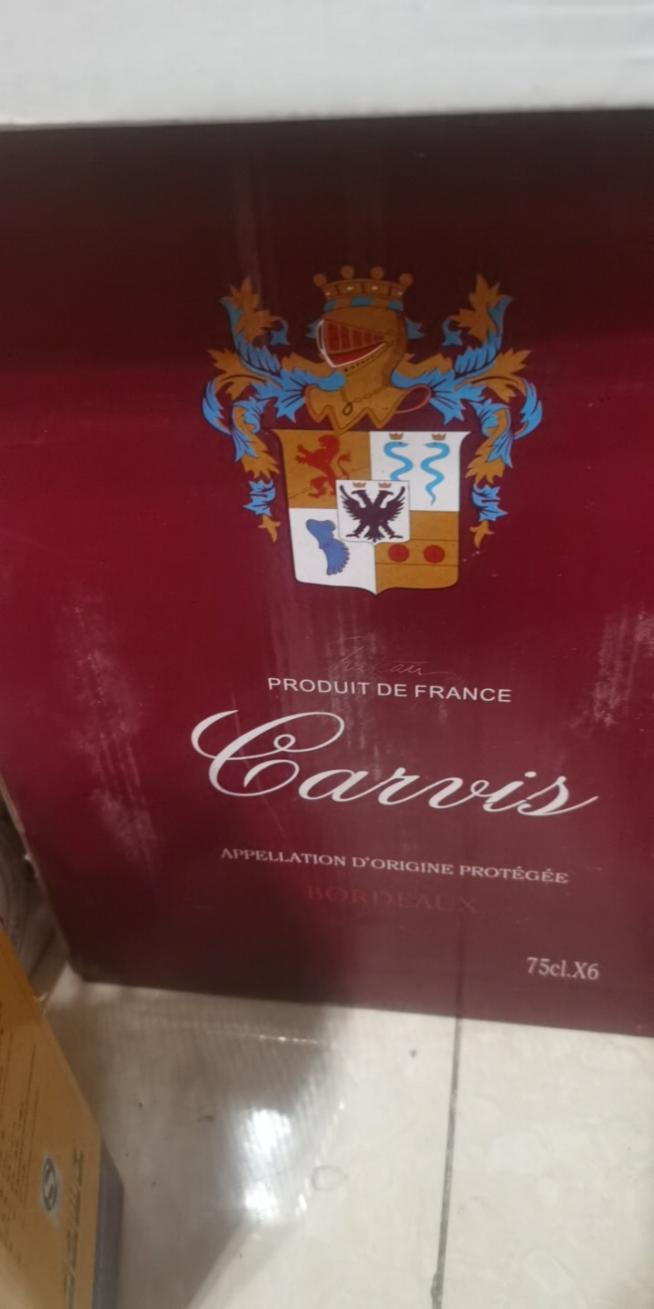 PRODUIT DE FRANCE
Carvis
APPELLATION D'ORIGINE PROTÉGÉE
BORDEAUX
75cl.X6